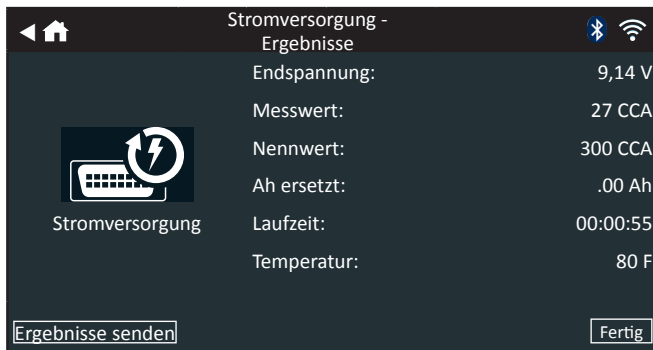 Stromversorgung -
Ergebnisse
Endspannung: 9,14 V
Messwert: 27 CCA
Nennwert: 300 CCA
Ah ersetzt: .00 Ah
Stromversorgung
Laufzeit: 00:00:55
Temperatur: 80 F
Ergebnisse senden
Fertig